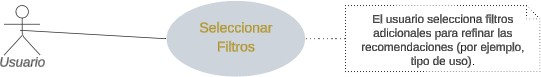 Usuario
Seleccionar
Filtros
El usuario selecciona filtros
adicionales para refinar las
recomendaciones (por ejemplo,
tipo de uso).